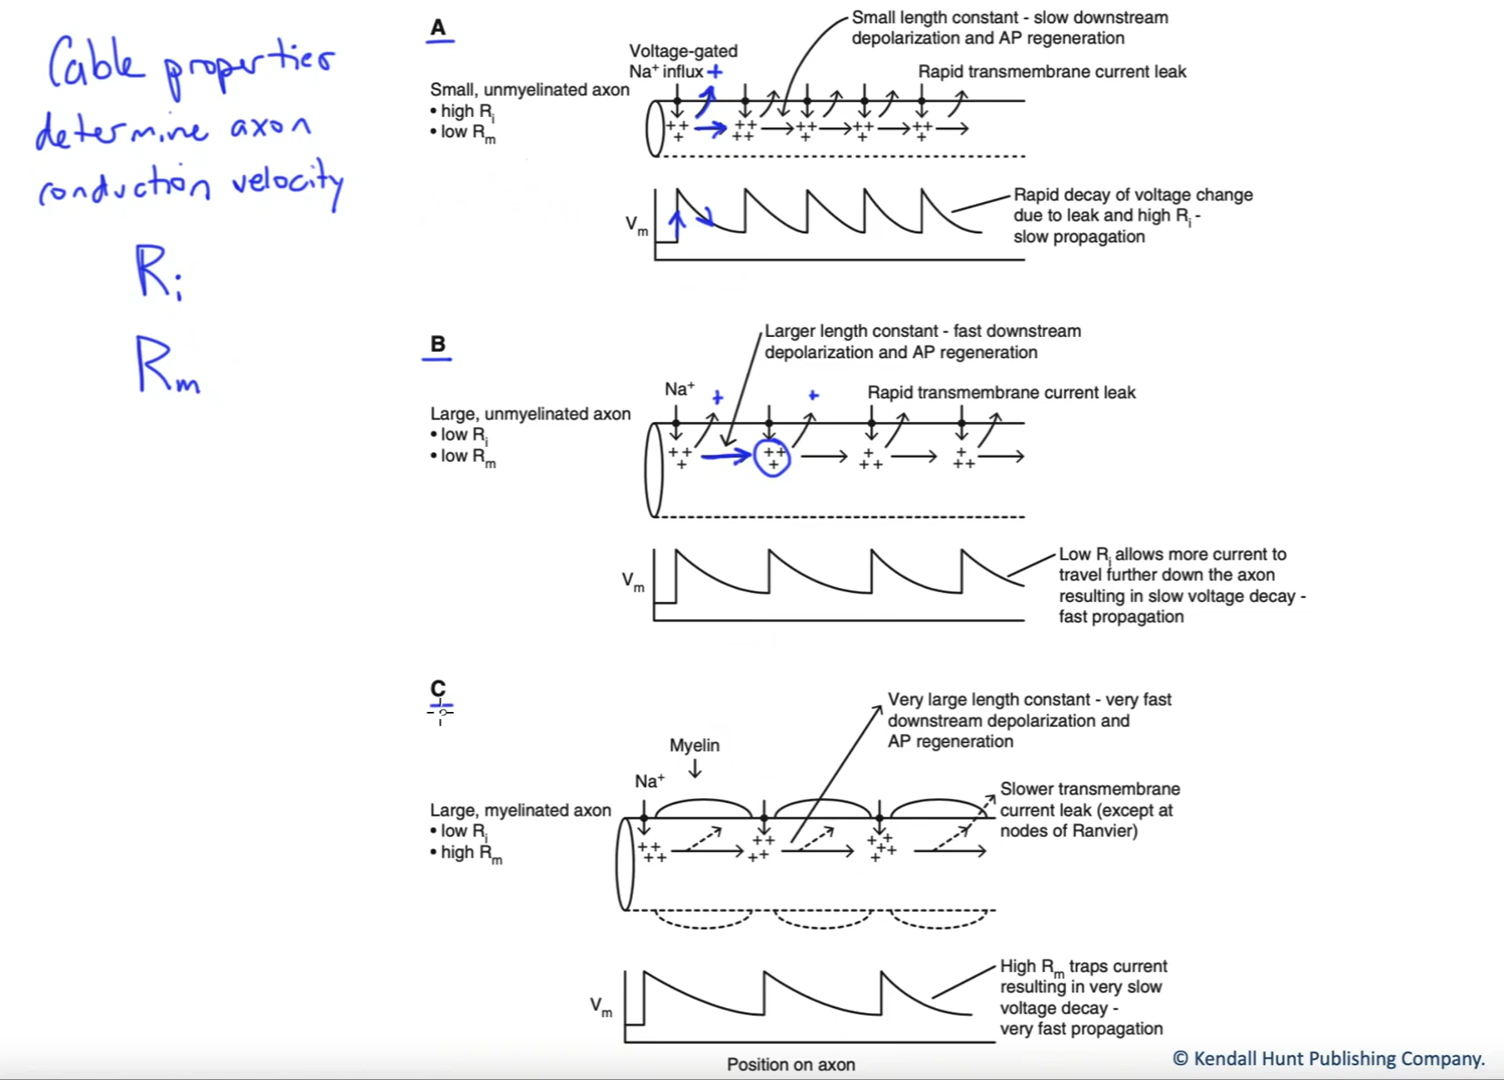 Cable properties
determine axon
conduction velocity
Ri
Rm
A
Small, unmyelinated axon
• high Ri
• low Rm
Voltage-gated
Na⁺ influx +
Small length constant - slow downstream
depolarization and AP regeneration
Rapid transmembrane current leak
++ ++ ++ ++ ++
+ ++ + + +
Vm
Rapid decay of voltage change
due to leak and high Ri -
slow propagation
B
Large, unmyelinated axon
• low Ri
• low Rm
Larger length constant - fast downstream
depolarization and AP regeneration
Na⁺ + +
Rapid transmembrane current leak
++ ++ + +
+ + ++ ++
Vm
Low Ri allows more current to
travel further down the axon
resulting in slow voltage decay -
fast propagation
C
Large, myelinated axon
• low Ri
• high Rm
Myelin
Na⁺
Very large length constant - very fast
downstream depolarization and
AP regeneration
Slower transmembrane
current leak (except at
nodes of Ranvier)
++ ++ ++
++ ++ ++
+
Vm
High Rm traps current
resulting in very slow
voltage decay -
very fast propagation
Position on axon
© Kendall Hunt Publishing Company.